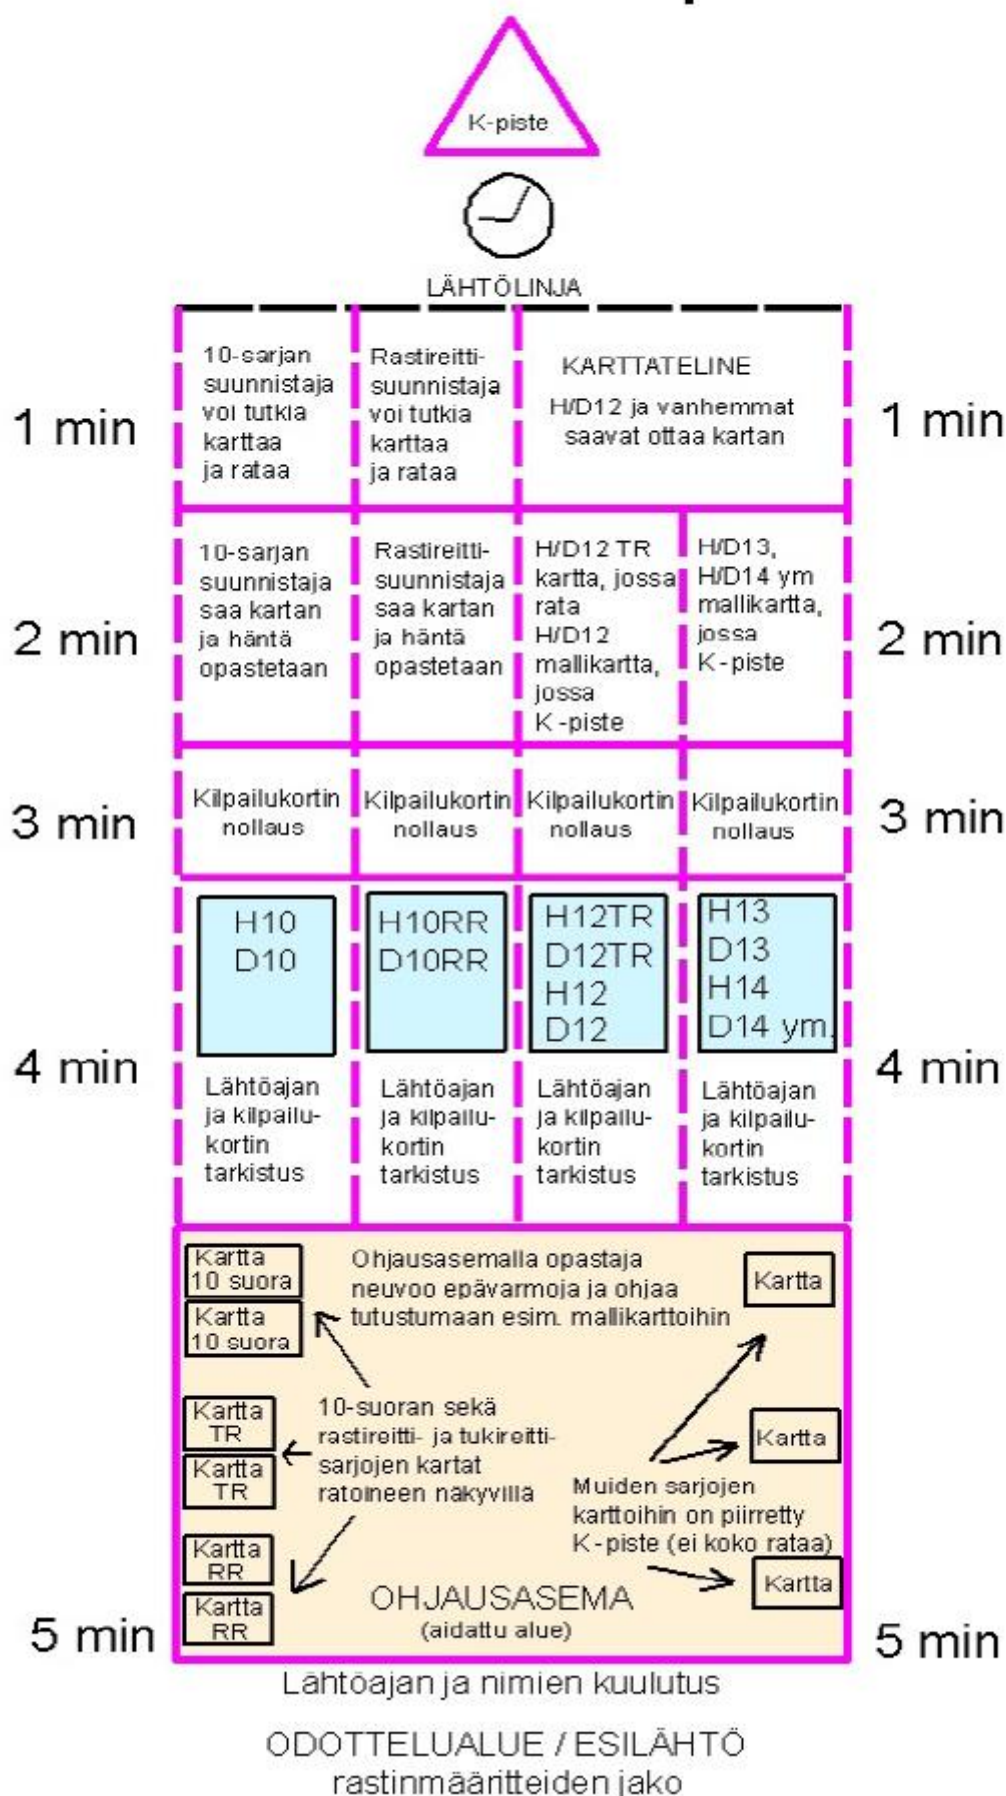 K-piste
LÄHTÖLINJA
1 min
10-sarjan
suunnistaja
voi tutkia
karttaa
ja rataa
Rastireitti-
suunnistaja
voi tutkia
karttaa
ja rataa
KARTTATELINE
H/D12 ja vanhemmat
saavat ottaa kartan
1 min
2 min
10-sarjan
suunnistaja
saa kartan
ja häntä
opastetaan
Rastireitti-
suunnistaja
saa kartan
ja häntä
opastetaan
H/D12 TR
kartta, jossa
rata
H/D12
mallikartta,
jossa
K-piste
H/D13,
H/D14 ym
mallikartta,
jossa
K-piste
2 min
3 min
Kilpailukortin
nollaus
Kilpailukortin
nollaus
Kilpailukortin
nollaus
Kilpailukortin
nollaus
3 min
4 min
H10
D10
Lähtöajan
ja kilpailu-
kortin
tarkistus
H10RR
D10RR
Lähtöajan
ja kilpailu-
kortin
tarkistus
H12TR
D12TR
H12
D12
Lähtöajan
ja kilpailu-
kortin
tarkistus
H13
D13
H14
D14 ym.
Lähtöajan
ja kilpailu-
kortin
tarkistus
4 min
Kartta
10 suora
Kartta
10 suora
Ohjausasemalla opastaja
neuvoo epävarmoja ja ohjaa
tutustumaan esim. mallikarttoihin
Kartta
Kartta
TR
Kartta
TR
10-suoran sekä
rastireitti- ja tukireitti-
sarjojen kartat
ratoineen näkyvillä
Kartta
Muiden sarjojen
karttoihin on piirretty
K-piste (ei koko rataa)
Kartta
RR
Kartta
RR
Kartta
OHJAUSASEMA
(aidattu alue)
5 min
5 min
Lähtöajan ja nimien kuulutus
ODOTTELUALUE / ESILÄHTÖ
rastinmääritteiden jako